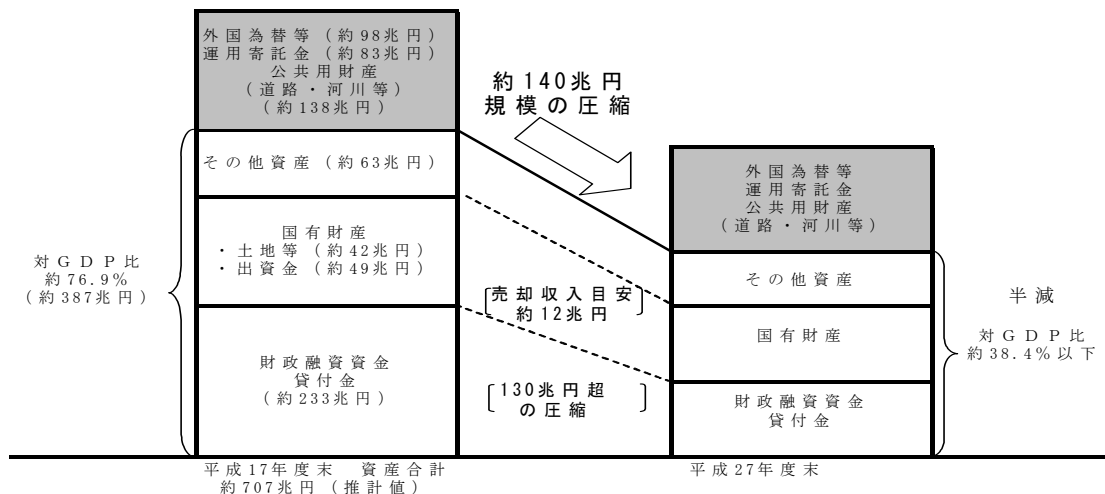 外国為替等（約98兆円）
運用寄託金（約83兆円）
公共用財産
（道路・河川等）
（約138兆円）
その他資産（約63兆円）
国有財産
・土地等（約42兆円）
・出資金（約49兆円）
財政融資資金
貸付金
（約233兆円）
対ＧＤＰ比
約76.9%
（約387兆円）
平成17年度末　資産合計
約707兆円（推計値）
約140兆円
規模の圧縮
〔売却収入目安
約12兆円〕
〔130兆円超
の圧縮〕
外国為替等
運用寄託金
公共用財産
（道路・河川等）
その他資産
国有財産
財政融資資金
貸付金
平成27年度末
半減
対ＧＤＰ比
約38.4%以下